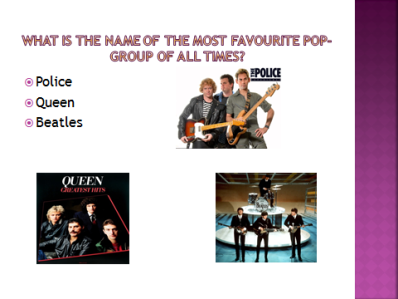 WHAT IS THE NAME OF THE MOST FAVOURITE POP-
GROUP OF ALL TIMES?
Police
Queen
Beatles
THE POLICE
QUEEN
GREATEST HITS